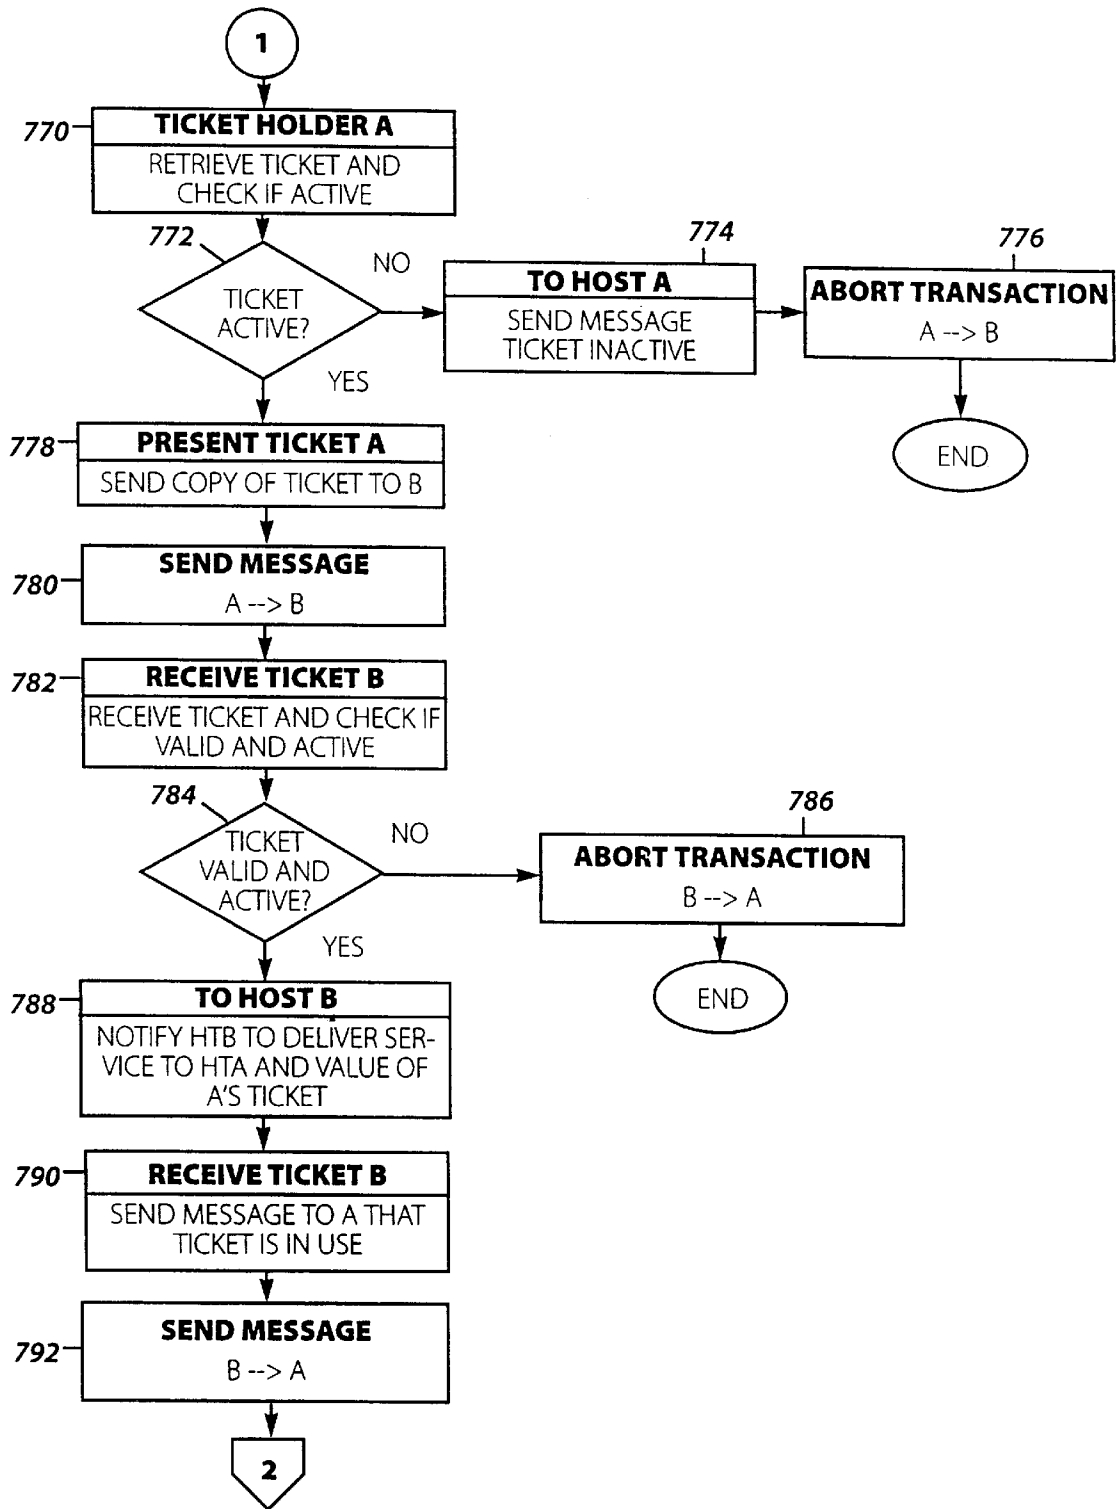 1
770
TICKET HOLDER A
RETRIEVE TICKET AND
CHECK IF ACTIVE
772
TICKET
ACTIVE?
NO
YES
774
TO HOST A
SEND MESSAGE
TICKET INACTIVE
776
ABORT TRANSACTION
A --> B
END
778
PRESENT TICKET A
SEND COPY OF TICKET TO B
780
SEND MESSAGE
A --> B
782
RECEIVE TICKET B
RECEIVE TICKET AND CHECK IF
VALID AND ACTIVE
784
TICKET
VALID AND
ACTIVE?
NO
YES
786
ABORT TRANSACTION
B --> A
END
788
TO HOST B
NOTIFY HTB TO DELIVER SER-
VICE TO HTA AND VALUE OF
A'S TICKET
790
RECEIVE TICKET B
SEND MESSAGE TO A THAT
TICKET IS IN USE
792
SEND MESSAGE
B --> A
2